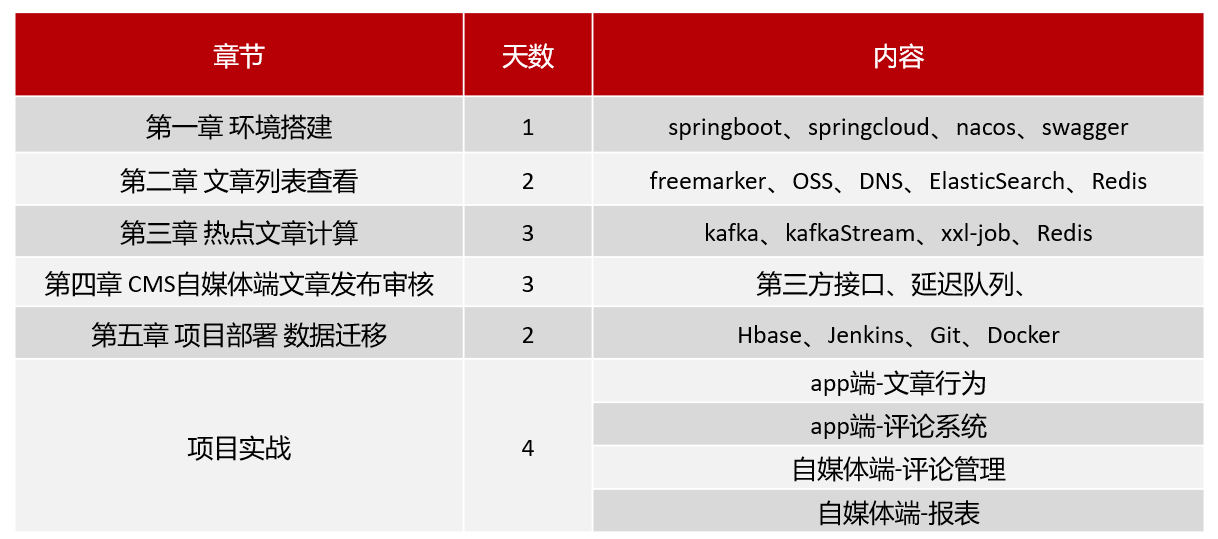 章节 天数 内容
第一章 环境搭建 1 springboot、springcloud、nacos、swagger
第二章 文章列表查看 2 freemarker、OSS、DNS、ElasticSearch、Redis
第三章 热点文章计算 3 kafka、kafkaStream、xxl-job、Redis
第四章 CMS自媒体端文章发布审核 3 第三方接口、延迟队列、
第五章 项目部署 数据迁移 2 Hbase、Jenkins、Git、Docker
项目实战 4
app端-文章行为
app端-评论系统
自媒体端-评论管理
自媒体端-报表